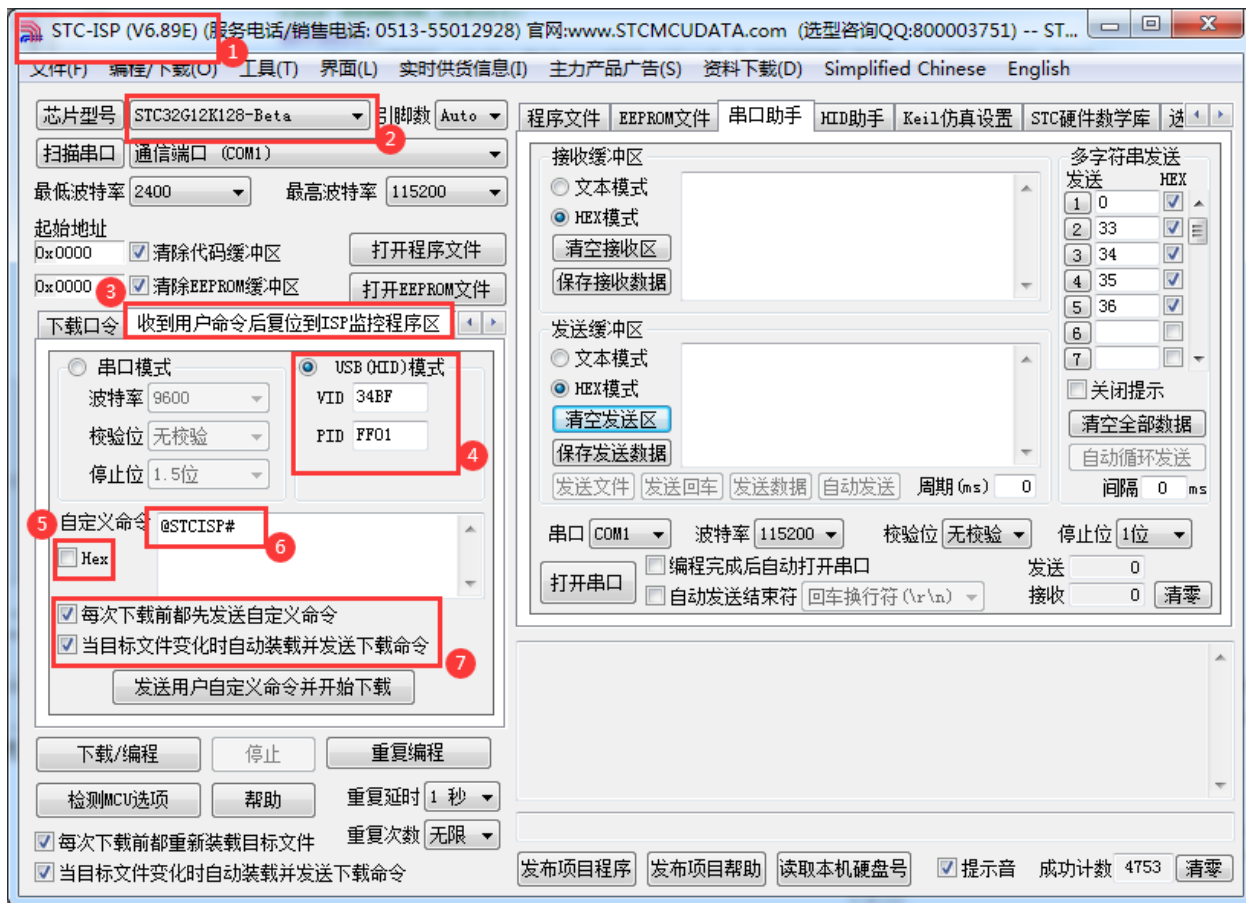 STC-ISP (V6.89E) (服务电话/销售电话: 0513-55012928) 官网:www.STCMCUDATA.com (选型咨询QQ:800003751) -- ST...
1
文件(F) 编程/下载(O) 工具(T) 界面(L) 实时供货信息(I) 主力产品广告(S) 资料下载(D) Simplified Chinese English
芯片型号 STC32G12K128-Beta 引脚数 Auto
2
扫描串口 通信端口 (COM1)
最低波特率 2400 最高波特率 115200
起始地址
0x0000 清除代码缓冲区 打开程序文件
0x0000 3 清除EEPROM缓冲区 打开EEPROM文件
下载口令 收到用户命令后复位到ISP监控程序区
串口模式 USB(HID)模式
波特率 9600 VID 34BF
校验位 无校验 PID FF01
4
停止位 1.5位
5 自定义命令 @STCISP#
6
Hex
每次下载前都先发送自定义命令
当目标文件变化时自动装载并发送下载命令
7
发送用户自定义命令并开始下载
下载/编程 停止 重复编程
检测MCU选项 帮助 重复延时 1 秒
每次下载前都重新装载目标文件 重复次数 无限
当目标文件变化时自动装载并发送下载命令
程序文件 EEPROM文件 串口助手 HID助手 Keil仿真设置 STC硬件数学库
接收缓冲区
文本模式
HEX模式
清空接收区
保存接收数据
多字符串发送
发送 HEX
1 0
2 33
3 34
4 35
5 36
6
7
关闭提示
清空全部数据
自动循环发送
间隔 0 ms
发送缓冲区
文本模式
HEX模式
清空发送区
保存发送数据
发送文件 发送回车 发送数据 自动发送 周期(ms) 0
串口 COM1 波特率 115200 校验位 无校验 停止位 1位
打开串口 编程完成后自动打开串口 发送 0
自动发送结束符 回车换行符(\r\n) 接收 0 清零
发布项目程序 发布项目帮助 读取本机硬盘号 提示音 成功计数 4753 清零